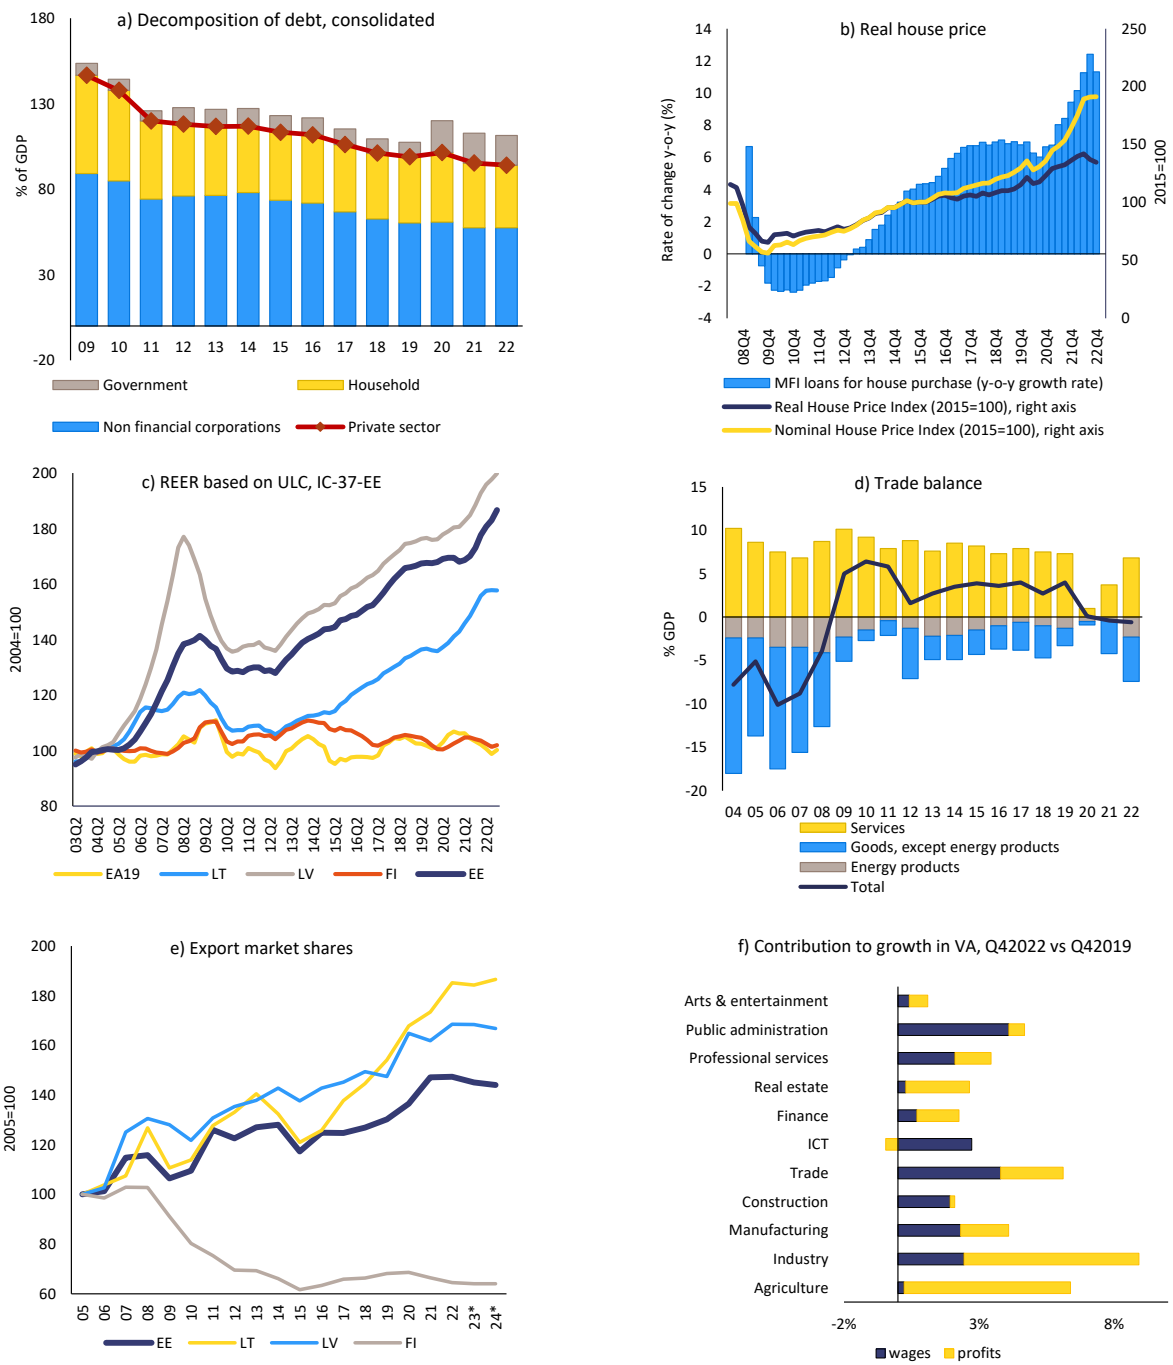 a) Decomposition of debt, consolidated
% of GDP
180
130
80
30
-20
09 10 11 12 13 14 15 16 17 18 19 20 21 22
Government
Household
Non financial corporations
Private sector
b) Real house price
Rate of change y-o-y (%)
14
12
10
8
6
4
2
0
-2
-4
250
200
150
100
50
0
2015=100
08Q4 09Q4 10Q4 11Q4 12Q4 13Q4 14Q4 15Q4 16Q4 17Q4 18Q4 19Q4 20Q4 21Q4 22Q4
MFI loans for house purchase (y-o-y growth rate)
Real House Price Index (2015=100), right axis
Nominal House Price Index (2015=100), right axis
c) REER based on ULC, IC-37-EE
2004=100
200
180
160
140
120
100
80
03Q2 04Q2 05Q2 06Q2 07Q2 08Q2 09Q2 10Q2 11Q2 12Q2 13Q2 14Q2 15Q2 16Q2 17Q2 18Q2 19Q2 20Q2 21Q2 22Q2
EA19 LT LV FI EE
d) Trade balance
% GDP
15
10
5
0
-5
-10
-15
-20
04 05 06 07 08 09 10 11 12 13 14 15 16 17 18 19 20 21 22
Services
Goods, except energy products
Energy products
Total
e) Export market shares
2005=100
200
180
160
140
120
100
80
60
05 06 07 08 09 10 11 12 13 14 15 16 17 18 19 20 21 22 23* 24*
EE LT LV FI
f) Contribution to growth in VA, Q42022 vs Q42019
Arts & entertainment
Public administration
Professional services
Real estate
Finance
ICT
Trade
Construction
Manufacturing
Industry
Agriculture
-2% 3% 8%
wages profits